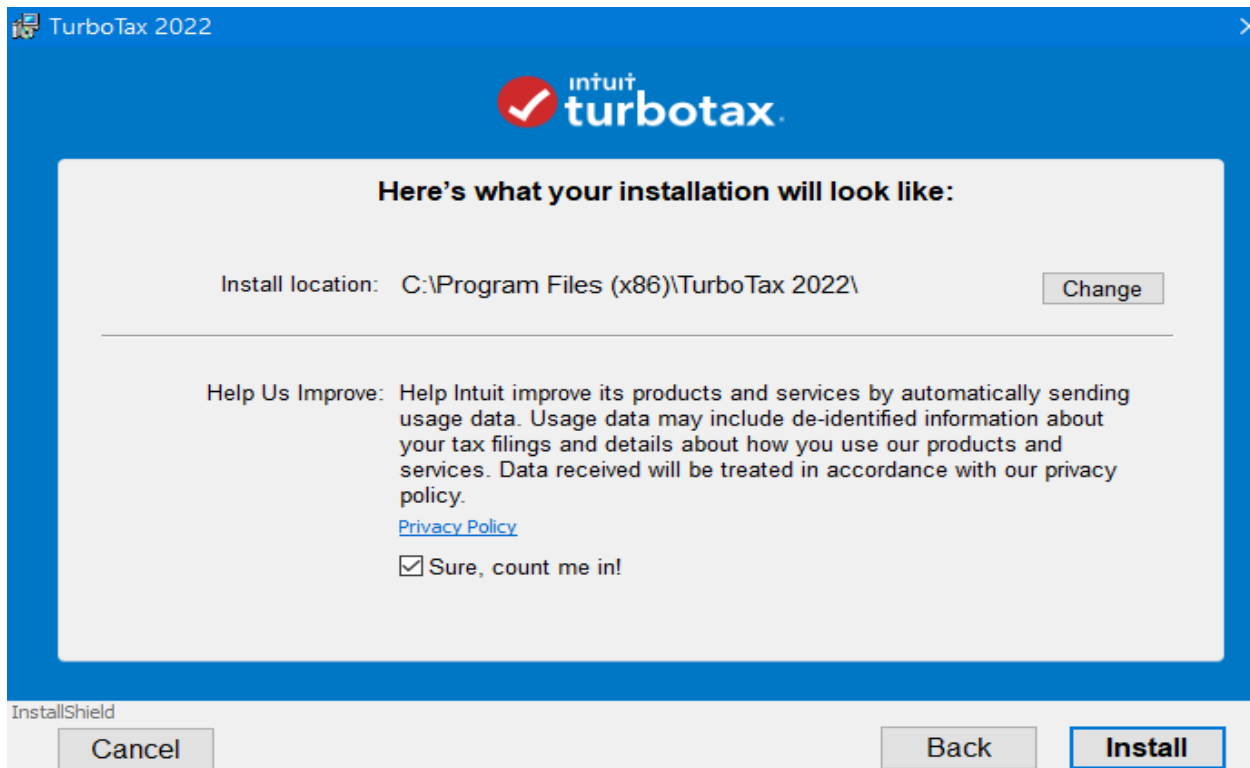 TurboTax 2022
intuit
turbotax.
Here's what your installation will look like:
Install location: C:\Program Files (x86)\TurboTax 2022\ Change
Help Us Improve: Help Intuit improve its products and services by automatically sending
usage data. Usage data may include de-identified information about
your tax filings and details about how you use our products and
services. Data received will be treated in accordance with our privacy
policy.
Privacy Policy
Sure, count me in!
InstallShield
Cancel Back Install